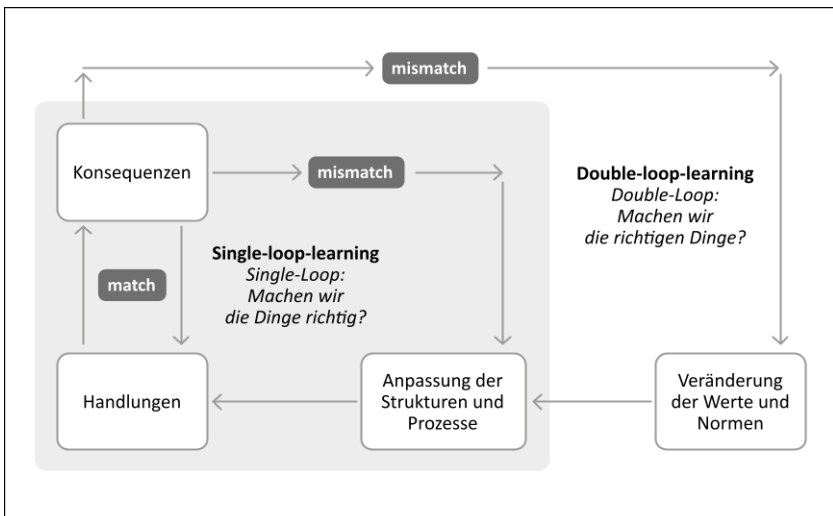 mismatch
Konsequenzen
mismatch
Double-loop-learning
Double-Loop:
Machen wir
die richtigen Dinge?
Single-loop-learning
Single-Loop:
Machen wir
die Dinge richtig?
match
Handlungen
Anpassung der
Strukturen und
Prozesse
Veränderung
der Werte und
Normen